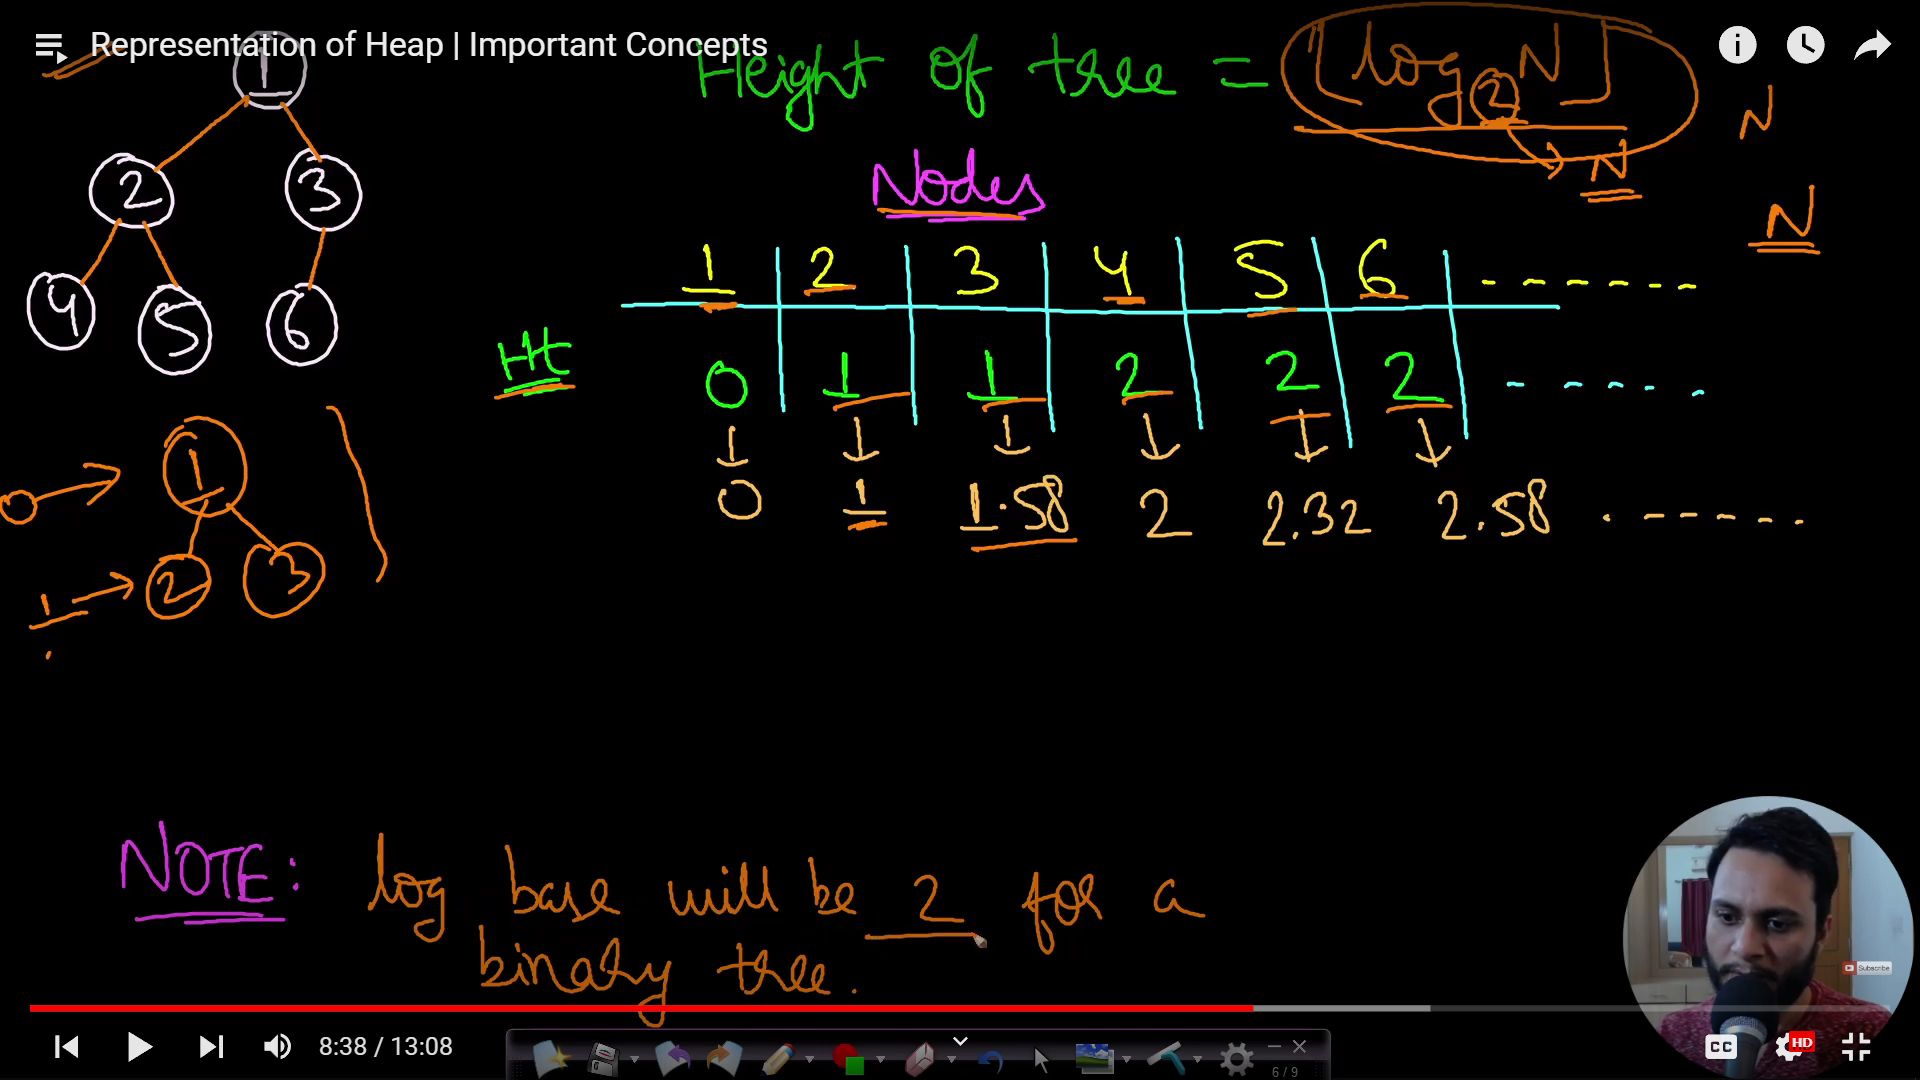 Representation of Heap | Important Concepts
Height of tree = ⌊log₂N⌋
N
N
N
Nodes
1 2 3 4 5 6 - - - - - - -
Ht 0 1 1 2 2 2 - - - - -
0 1 1.58 2 2.32 2.58 . - - - - -
1
2 3
4 5 6
0 1
1 2 3
NOTE: log base will be 2 for a
binary tree.
Subscribe
8:38 / 13:08
CC
HD
6 / 9